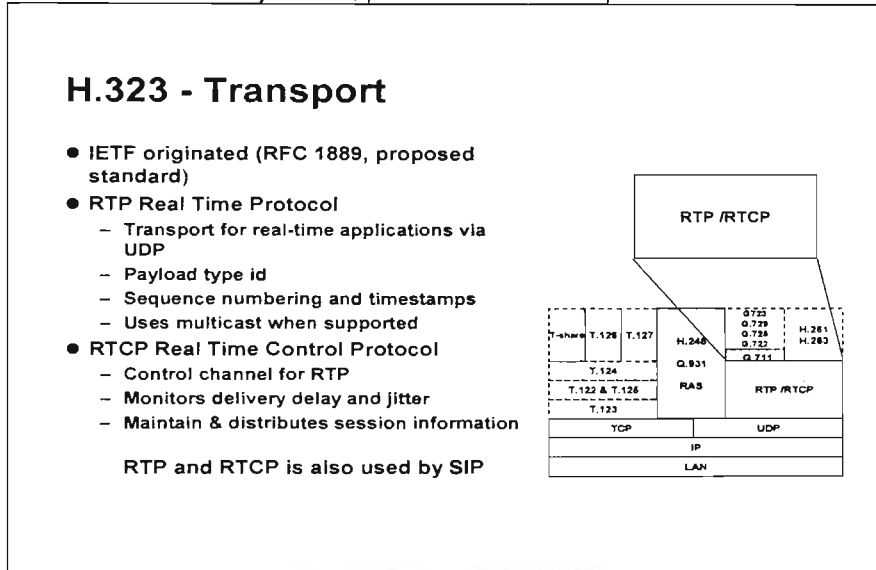 H.323 - Transport
● IETF originated (RFC 1889, proposed
standard)
● RTP Real Time Protocol
– Transport for real-time applications via
UDP
– Payload type id
– Sequence numbering and timestamps
– Uses multicast when supported
● RTCP Real Time Control Protocol
– Control channel for RTP
– Monitors delivery delay and jitter
– Maintain & distributes session information
RTP and RTCP is also used by SIP
RTP /RTCP
T-share T.126 T.127
T.124
T.122 & T.125
T.123
H.246
Q.931
RAS
G.723
G.729
G.728
G.722
G.711
H.261
H.263
RTP /RTCP
TCP
UDP
IP
LAN